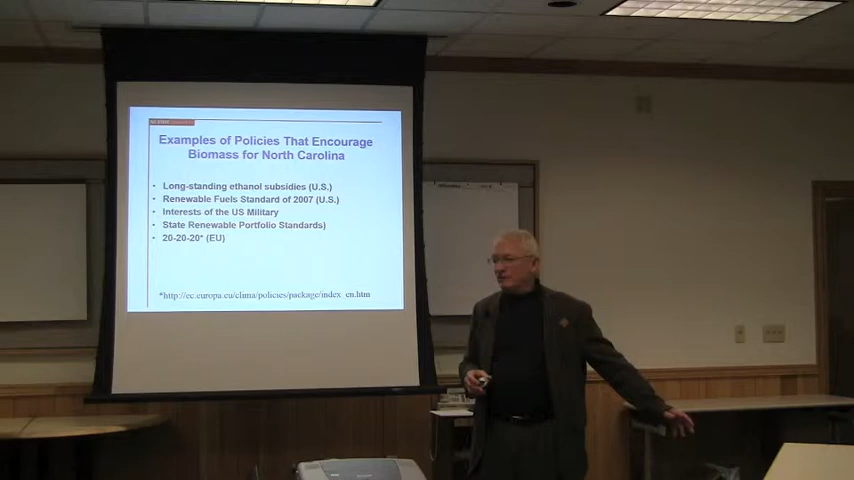 NC STATE
Examples of Policies That Encourage
Biomass for North Carolina
• Long-standing ethanol subsidies (U.S.)
• Renewable Fuels Standard of 2007 (U.S.)
• Interests of the US Military
• State Renewable Portfolio Standards)
• 20-20-20* (EU)
*http://ec.europa.eu/clima/policies/package/index_en.htm